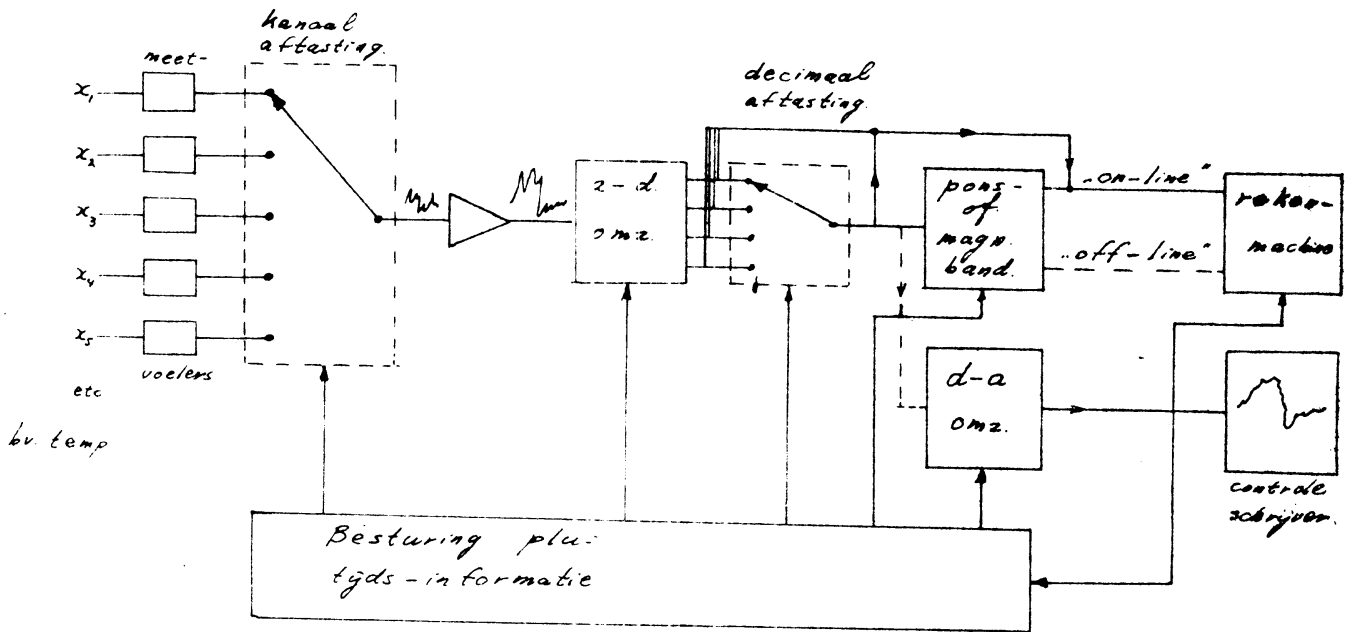 kanaal
aftasting.
meet-
x₁
x₂
x₃
x₄
x₅
voelers
etc
bv. temp
a-d.
omz.
decimaal
aftasting.
pons-
of
magn.
band.
„on-line"
„off-line"
reken-
machine
d-a
omz.
controle
schrijver.
Besturing plu-
tijds-informatie